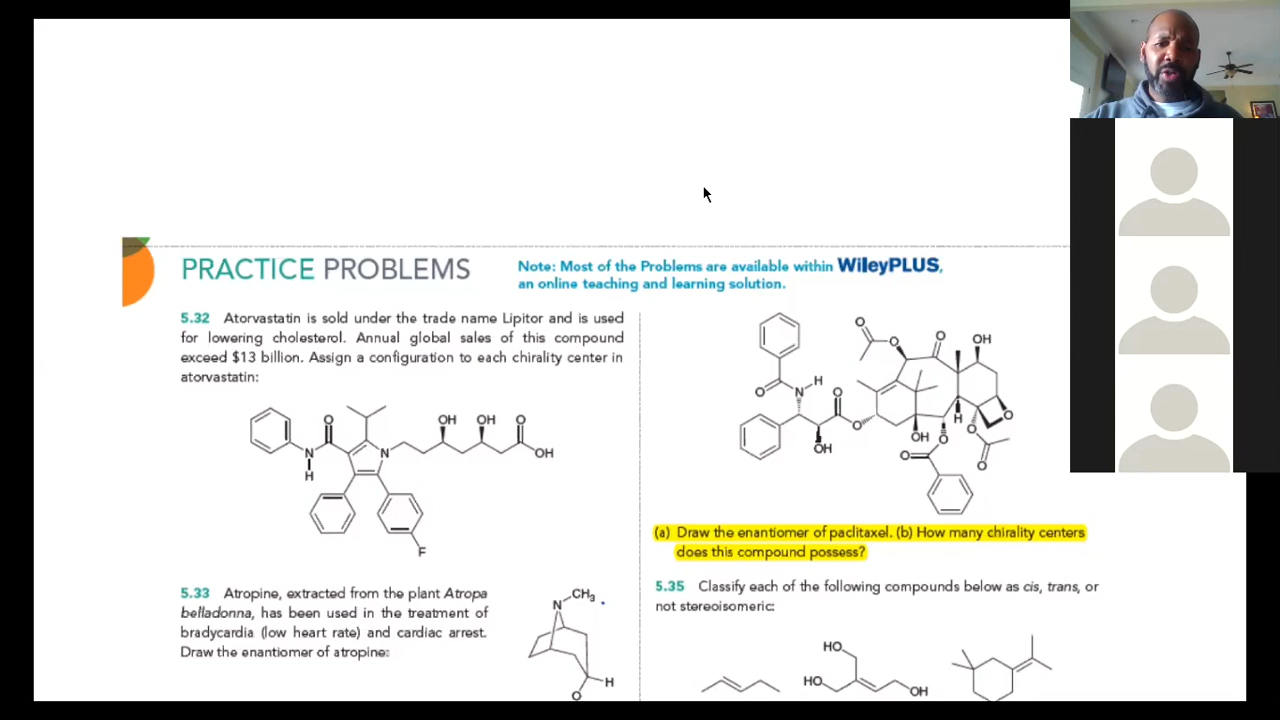 PRACTICE PROBLEMS
Note: Most of the Problems are available within WileyPLUS,
an online teaching and learning solution.
5.32 Atorvastatin is sold under the trade name Lipitor and is used
for lowering cholesterol. Annual global sales of this compound
exceed $13 billion. Assign a configuration to each chirality center in
atorvastatin:
O
OH
OH
O
N
H
N
OH
F
5.33 Atropine, extracted from the plant Atropa
belladonna, has been used in the treatment of
bradycardia (low heart rate) and cardiac arrest.
Draw the enantiomer of atropine:
N
CH3
H
O
O
O
O
OH
O
N
H
O
O
OH
O
OH
O
H
O
O
O
O
(a) Draw the enantiomer of paclitaxel. (b) How many chirality centers
does this compound possess?
5.35 Classify each of the following compounds below as cis, trans, or
not stereoisomeric:
HO
HO
OH